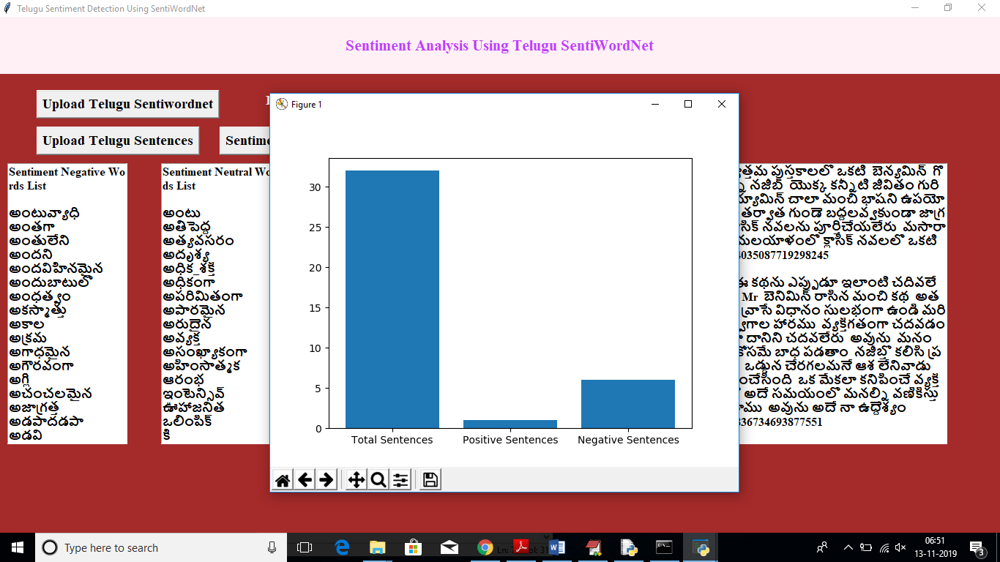 Telugu Sentiment Detection Using SentiWordNet
Sentiment Analysis Using Telugu SentiWordNet
Upload Telugu Sentiwordnet
Upload Telugu Sentences
Sentime
Sentiment Negative Wo
rds List
అంటువ్యాధి
అంతగా
అంతులేని
అందని
అందవిహీనమైన
అందుబాటులో
అంధత్వం
అకస్మాత్తు
అకాల
అక్రమ
అగాధమైన
అగౌరవంగా
అగ్లి
అచంచలమైన
అజాగ్రత్త
అడపాదడపా
అడవి
Sentiment Neutral Wo
ds List
అంటు
అతిపెద్ద
అత్యవసరం
అదృశ్య
అధిక_శక్తి
అధికంగా
అపరిమితంగా
అపారమైన
అరుదైన
అవ్యక్త
అసంఖ్యాకంగా
అహింసాత్మక
ఆరంభ
ఇంటెన్సివ్
ఊహాజనిత
ఒలింపిక్
కి
Figure 1
30
25
20
15
10
5
0
Total Sentences
Positive Sentences
Negative Sentences
పుస్తకాలలో ఒకటి బెన్యమిన్ గొ
నజీబ్ యొక్క కన్నీటి జీవితం గురి
చాలా మంచి భాషని ఉపయో
తర్వాత గుండె బద్దలవ్వకుండా జాగ్ర
నవలను పూర్తిచేయలేరు మసారా
మలయాళంలో క్లాసిక్ నవలలో ఒకటి
4035087719298245
ఈ కథను ఎప్పుడూ ఇలాంటి చదివలే
Mr బెనిమిన్ రాసిన మంచి కథ అత
వ్రాసే విధానం సులభంగా ఉండి మరి
హారము వ్యక్తిగతంగా చదవడం
దానిని చదవలేరు అవును మనం
కోసమే బాధ పడతాం నజీబ్తో కలిసి ప్ర
ఒడ్డున చేరగలమనే ఆశ లేనివాడు
ఒక మేకలా కనిపించే వ్యక్తి
అదే సమయంలో మనల్ని వణికిస్తు
అవును అదే నా ఉద్దేశ్యం
836734693877551
Type here to search
06:51
13-11-2019
3